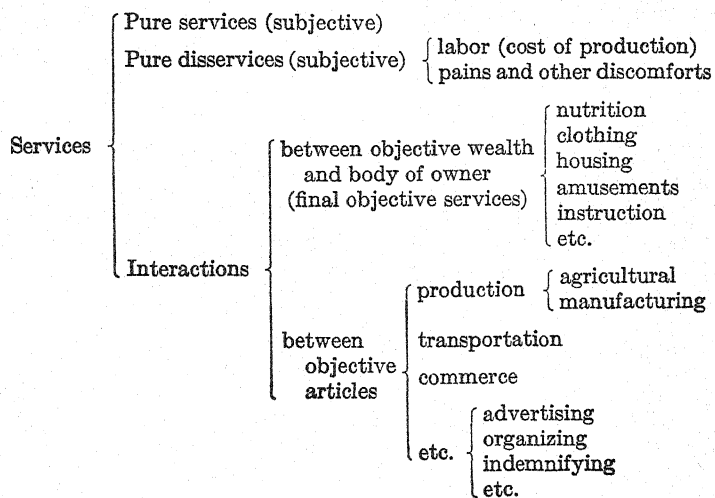 Pure services (subjective)
Pure disservices (subjective)
labor (cost of production)
pains and other discomforts
Services
Interactions
between objective wealth
and body of owner
(final objective services)
nutrition
clothing
housing
amusements
instruction
etc.
between
objective
articles
production
agricultural
manufacturing
transportation
commerce
etc.
advertising
organizing
indemnifying
etc.